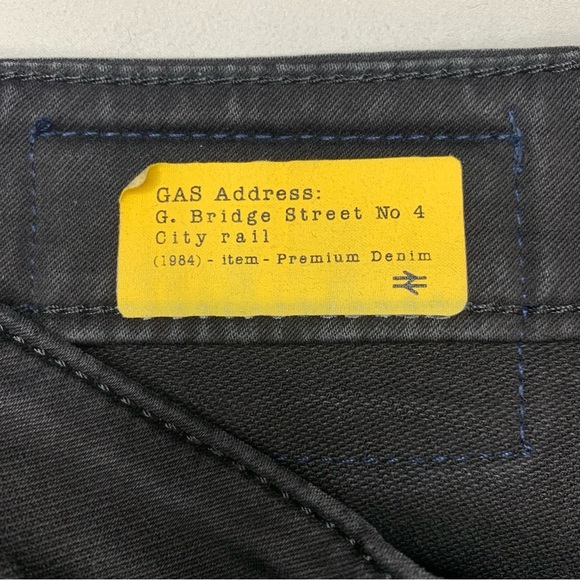 GAS Address:
G. Bridge Street No 4
City rail
(1984) - item - Premium Denim